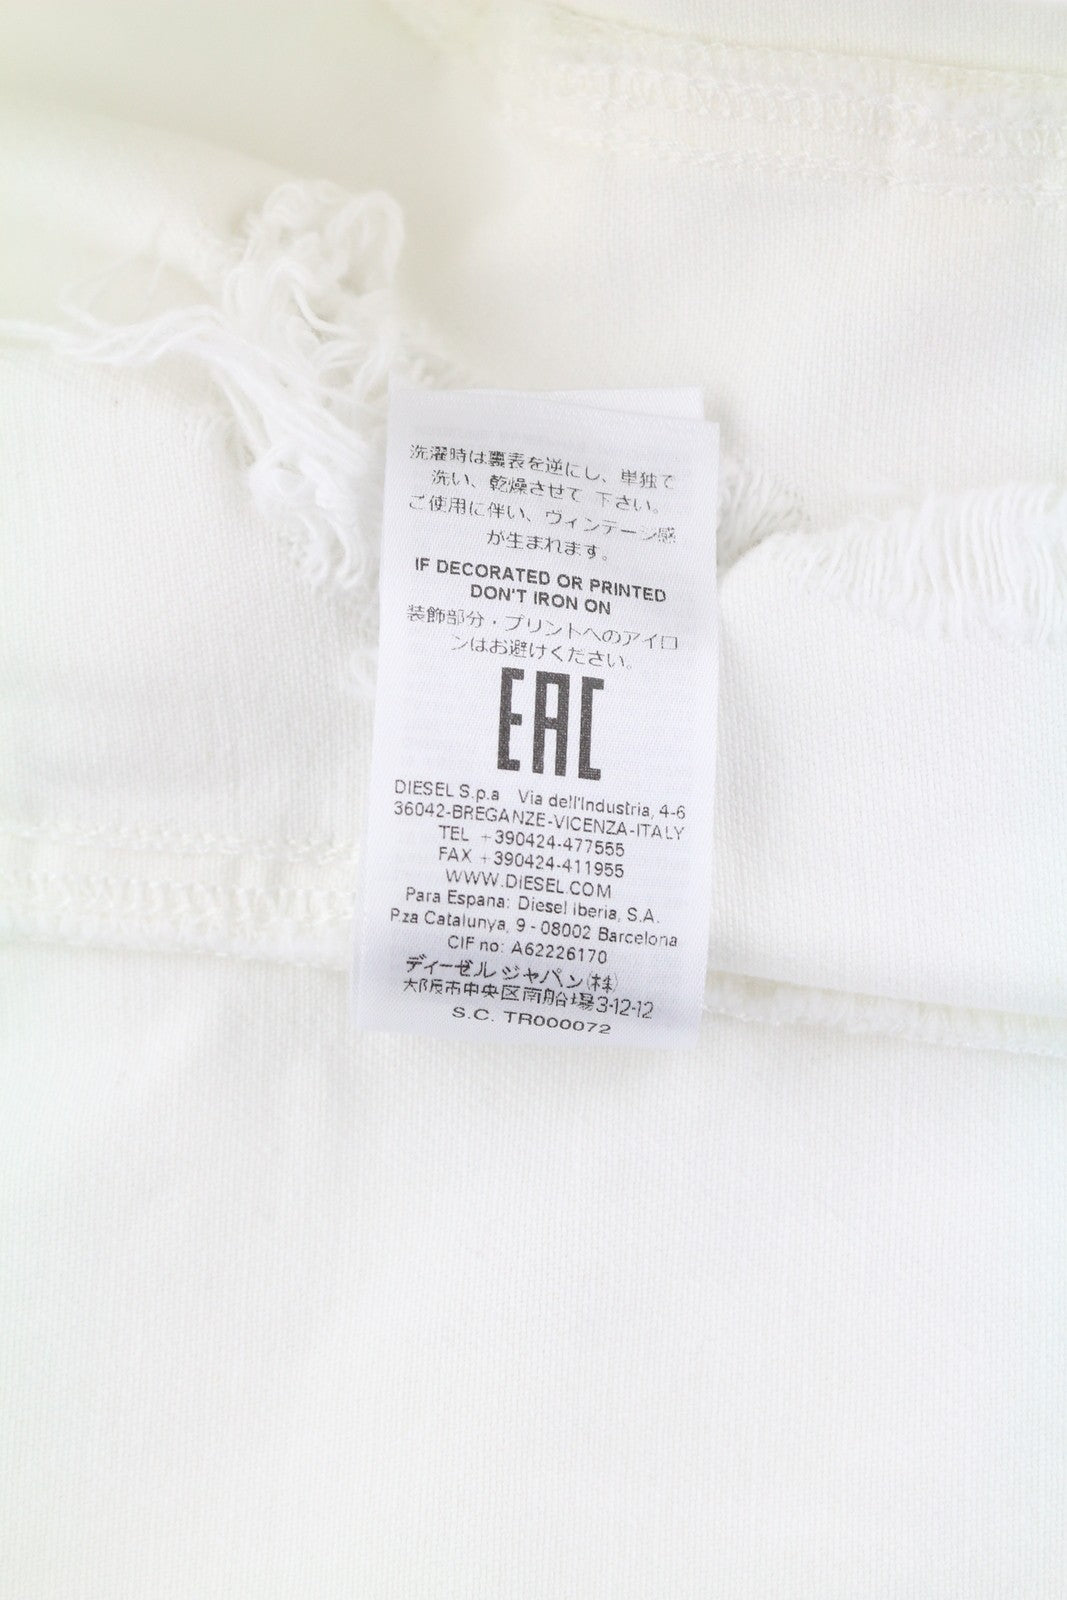 洗濯時は裏表を逆にし、単独で
洗い、乾燥させて 下さい。
ご使用に伴い、ヴィンテージ感
が生まれます。
IF DECORATED OR PRINTED
DON'T IRON ON
装飾部分・プリントへのアイロ
ンはお避けください。
EAC
DIESEL S.p.a Via dell'Industria, 4-6
36042-BREGANZE-VICENZA-ITALY
TEL +390424-477555
FAX +390424-411955
WWW.DIESEL.COM
Para Espana: Diesel Iberia, S.A.
P.za Catalunya, 9 - 08002 Barcelona
CIF no: A62226170
ディーゼル ジャパン(株)
大阪市中央区南船場3-12-12
S.C. TR000072